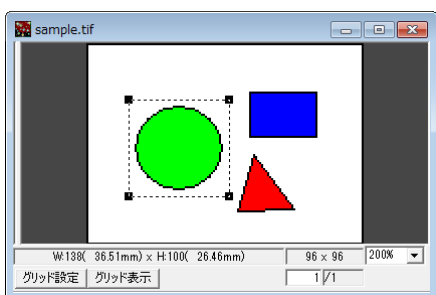 sample.tif
W:138( 36.51mm) × H:100( 26.46mm) 96 × 96 200%
グリッド設定 グリッド表示 1 /1